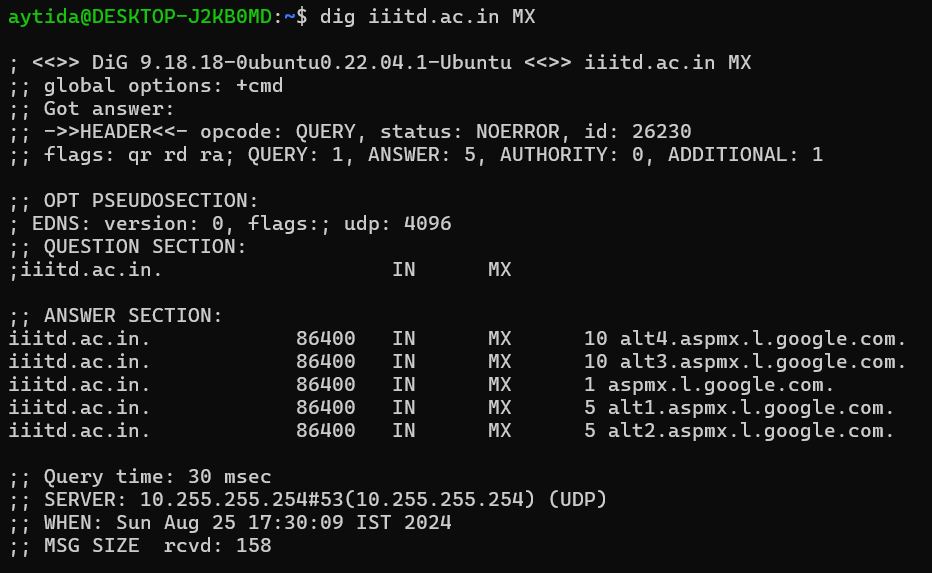 aytida@DESKTOP-J2KB0MD:~$ dig iiitd.ac.in MX

; <<>> DiG 9.18.18-0ubuntu0.22.04.1-Ubuntu <<>> iiitd.ac.in MX
;; global options: +cmd
;; Got answer:
;; ->>HEADER<<- opcode: QUERY, status: NOERROR, id: 26230
;; flags: qr rd ra; QUERY: 1, ANSWER: 5, AUTHORITY: 0, ADDITIONAL: 1

;; OPT PSEUDOSECTION:
; EDNS: version: 0, flags:; udp: 4096
;; QUESTION SECTION:
;iiitd.ac.in.                   IN      MX

;; ANSWER SECTION:
iiitd.ac.in.            86400   IN      MX      10 alt4.aspmx.l.google.com.
iiitd.ac.in.            86400   IN      MX      10 alt3.aspmx.l.google.com.
iiitd.ac.in.            86400   IN      MX      1 aspmx.l.google.com.
iiitd.ac.in.            86400   IN      MX      5 alt1.aspmx.l.google.com.
iiitd.ac.in.            86400   IN      MX      5 alt2.aspmx.l.google.com.

;; Query time: 30 msec
;; SERVER: 10.255.255.254#53(10.255.255.254) (UDP)
;; WHEN: Sun Aug 25 17:30:09 IST 2024
;; MSG SIZE  rcvd: 158